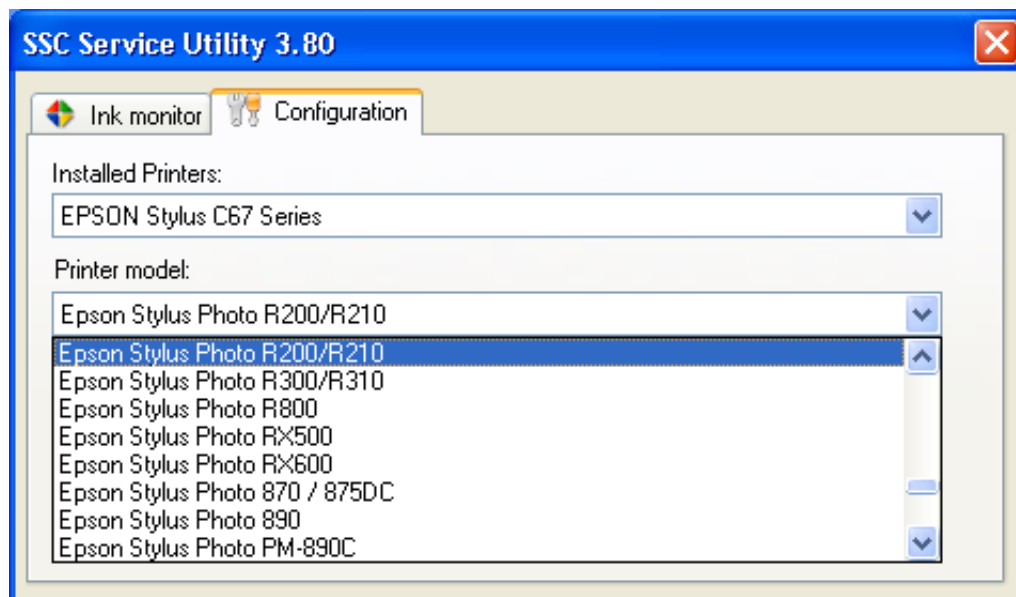 SSC Service Utility 3.80
Ink monitor Configuration
Installed Printers:
EPSON Stylus C67 Series
Printer model:
Epson Stylus Photo R200/R210
Epson Stylus Photo R200/R210
Epson Stylus Photo R300/R310
Epson Stylus Photo R800
Epson Stylus Photo RX500
Epson Stylus Photo RX600
Epson Stylus Photo 870 / 875DC
Epson Stylus Photo 890
Epson Stylus Photo PM-890C